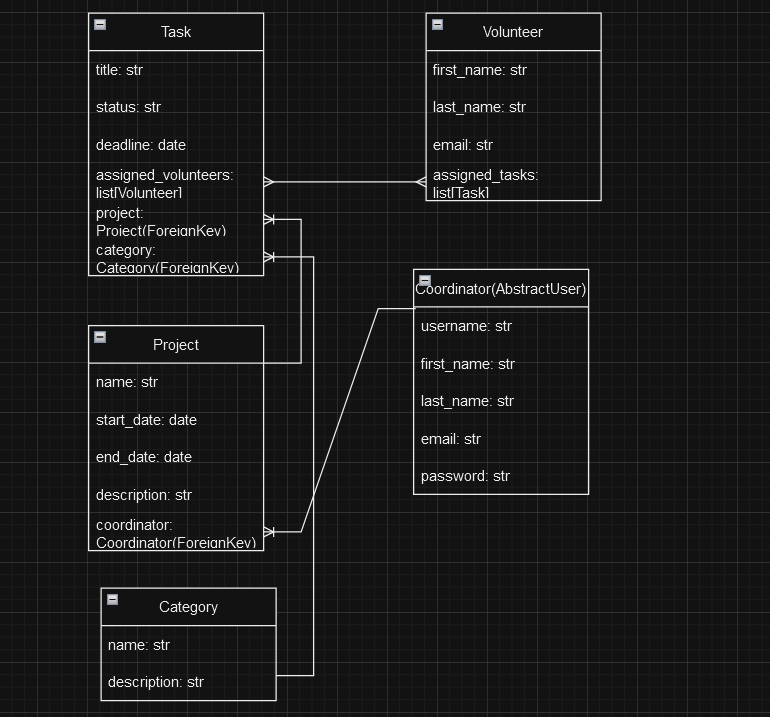 Task
title: str
status: str
deadline: date
assigned_volunteers:
list[Volunteer]
project:
Project(ForeignKey)
category:
Category(ForeignKey)
Volunteer
first_name: str
last_name: str
email: str
assigned_tasks:
list[Task]
Coordinator(AbstractUser)
username: str
first_name: str
last_name: str
email: str
password: str
Project
name: str
start_date: date
end_date: date
description: str
coordinator:
Coordinator(ForeignKey)
Category
name: str
description: str